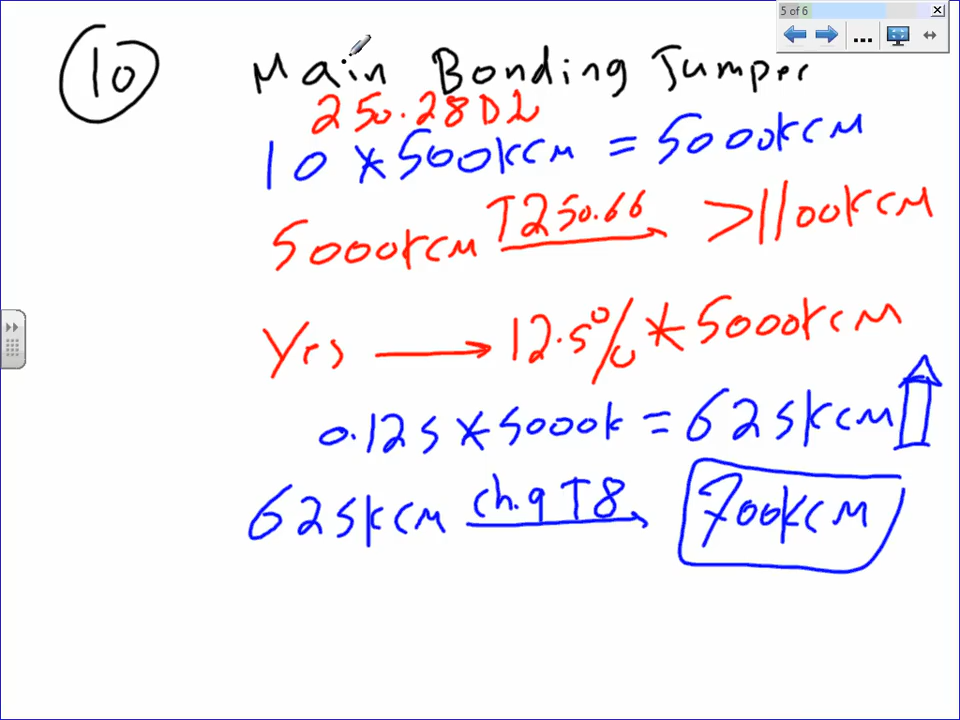 5 of 6
10 Main Bonding Jumper
250.28D1
10 * 500kcm = 5000kcm
5000kcm T250.66 >1100kcm
Yes → 12.5% * 5000kcm
0.125 * 5000k = 625kcm
625kcm ch.9 T8 700kcm